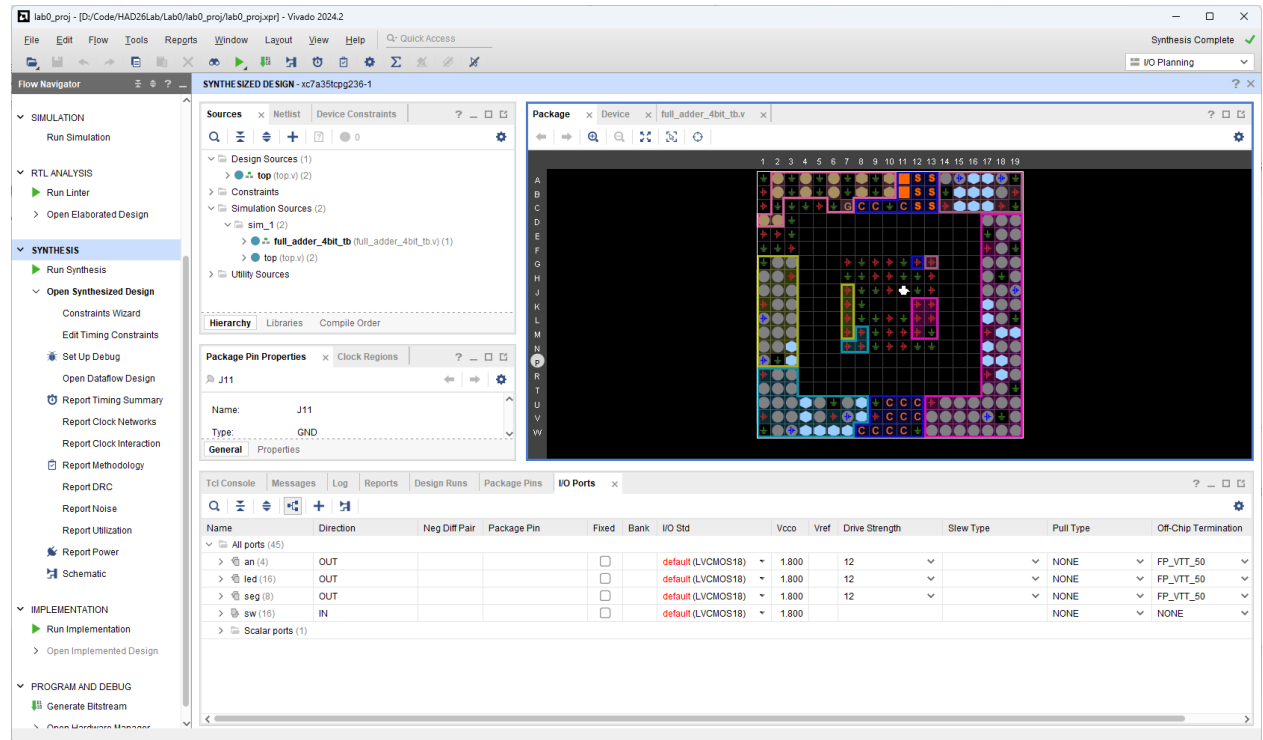 lab0_proj - [D:/Code/HAD26Lab/Lab0/lab0_proj/lab0_proj.xpr] - Vivado 2024.2
File Edit Flow Tools Reports Window Layout View Help Q- Quick Access Synthesis Complete
I/O Planning
Flow Navigator ? SYNTHESIZED DESIGN - xc7a35tcpg236-1 ?
SIMULATION
Run Simulation
RTL ANALYSIS
Run Linter
Open Elaborated Design
SYNTHESIS
Run Synthesis
Open Synthesized Design
Constraints Wizard
Edit Timing Constraints
Set Up Debug
Open Dataflow Design
Report Timing Summary
Report Clock Networks
Report Clock Interaction
Report Methodology
Report DRC
Report Noise
Report Utilization
Report Power
Schematic
IMPLEMENTATION
Run Implementation
Open Implemented Design
PROGRAM AND DEBUG
Generate Bitstream
Open Hardware Manager
Sources Netlist Device Constraints ?
? 0
Design Sources (1)
top (top.v) (2)
Constraints
Simulation Sources (2)
sim_1 (2)
full_adder_4bit_tb (full_adder_4bit_tb.v) (1)
top (top.v) (2)
Utility Sources
Hierarchy Libraries Compile Order
Package Pin Properties Clock Regions ?
J11
Name: J11
Type: GND
General Properties
Package Device full_adder_4bit_tb.v ?
1 2 3 4 5 6 7 8 9 10 11 12 13 14 15 16 17 18 19
A S S
B S S
C G C C C S S
D
E
F
G
H
J
K
L
M
N
P
R
T
U C C C
V C C C C
W C C C C
Tcl Console Messages Log Reports Design Runs Package Pins I/O Ports ?
Name Direction Neg Diff Pair Package Pin Fixed Bank I/O Std Vcco Vref Drive Strength Slew Type Pull Type Off-Chip Termination
All ports (45)
an (4) OUT default (LVCMOS18) 1.800 12 NONE FP_VTT_50
led (16) OUT default (LVCMOS18) 1.800 12 NONE FP_VTT_50
seg (8) OUT default (LVCMOS18) 1.800 12 NONE FP_VTT_50
sw (16) IN default (LVCMOS18) 1.800 NONE NONE
Scalar ports (1)